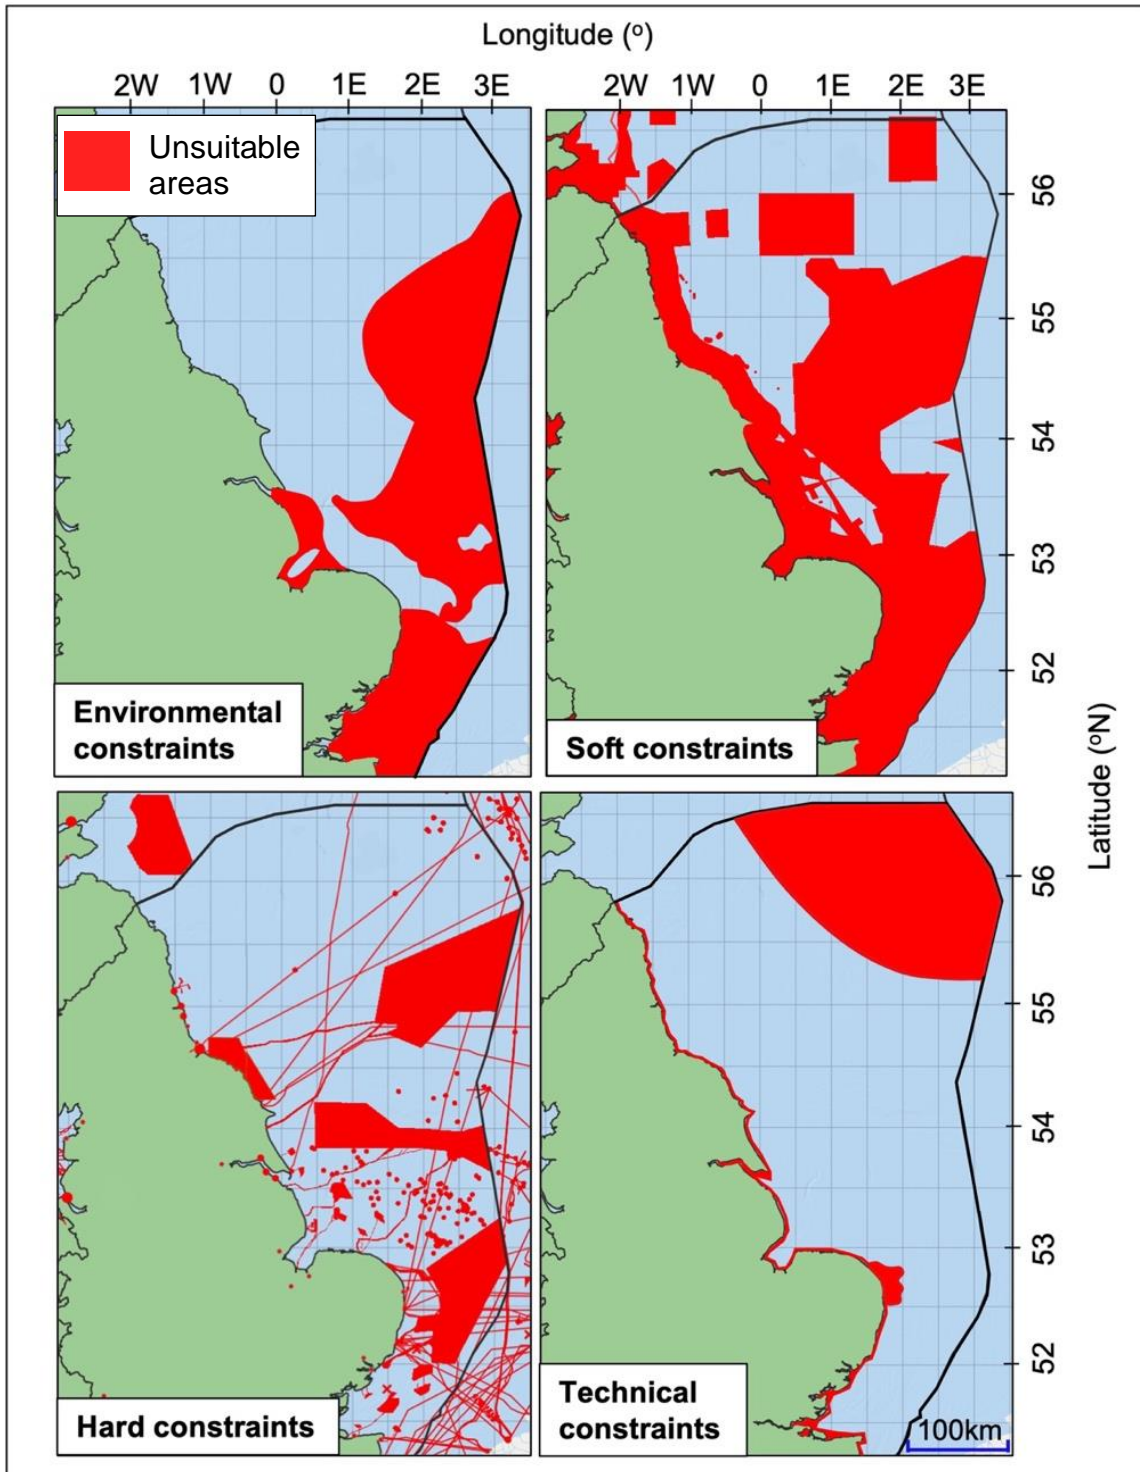 Longitude (º)
2W 1W 0 1E 2E 3E
2W 1W 0 1E 2E 3E
Unsuitable
areas
56
55
54
53
52
Environmental
constraints
Soft constraints
Latitude (ºN)
56
55
54
53
52
Hard constraints
Technical
constraints
100km